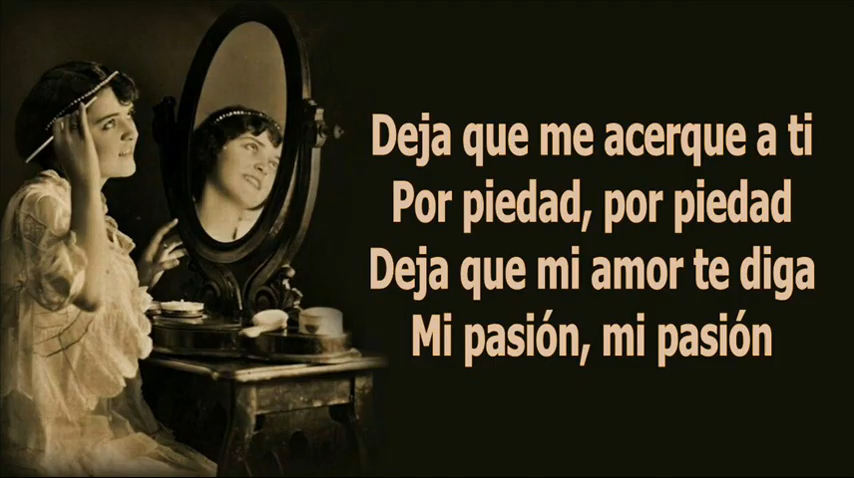 Deja que me acerque a ti
Por piedad, por piedad
Deja que mi amor te diga
Mi pasión, mi pasión